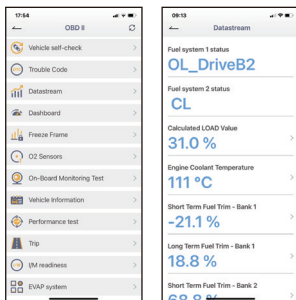 17:54
OBD II
Vehicle self-check
Trouble Code
Datastream
Dashboard
Freeze Frame
O2 Sensors
On-Board Monitoring Test
Vehicle Information
Performance test
Trip
I/M readiness
EVAP system
09:13
Datastream
Fuel system 1 status
OL_DriveB2
Fuel system 2 status
CL
Calculated LOAD Value
31.0 %
Engine Coolant Temperature
111 °C
Short Term Fuel Trim - Bank 1
-21.1 %
Long Term Fuel Trim - Bank 1
18.8 %
Short Term Fuel Trim - Bank 2